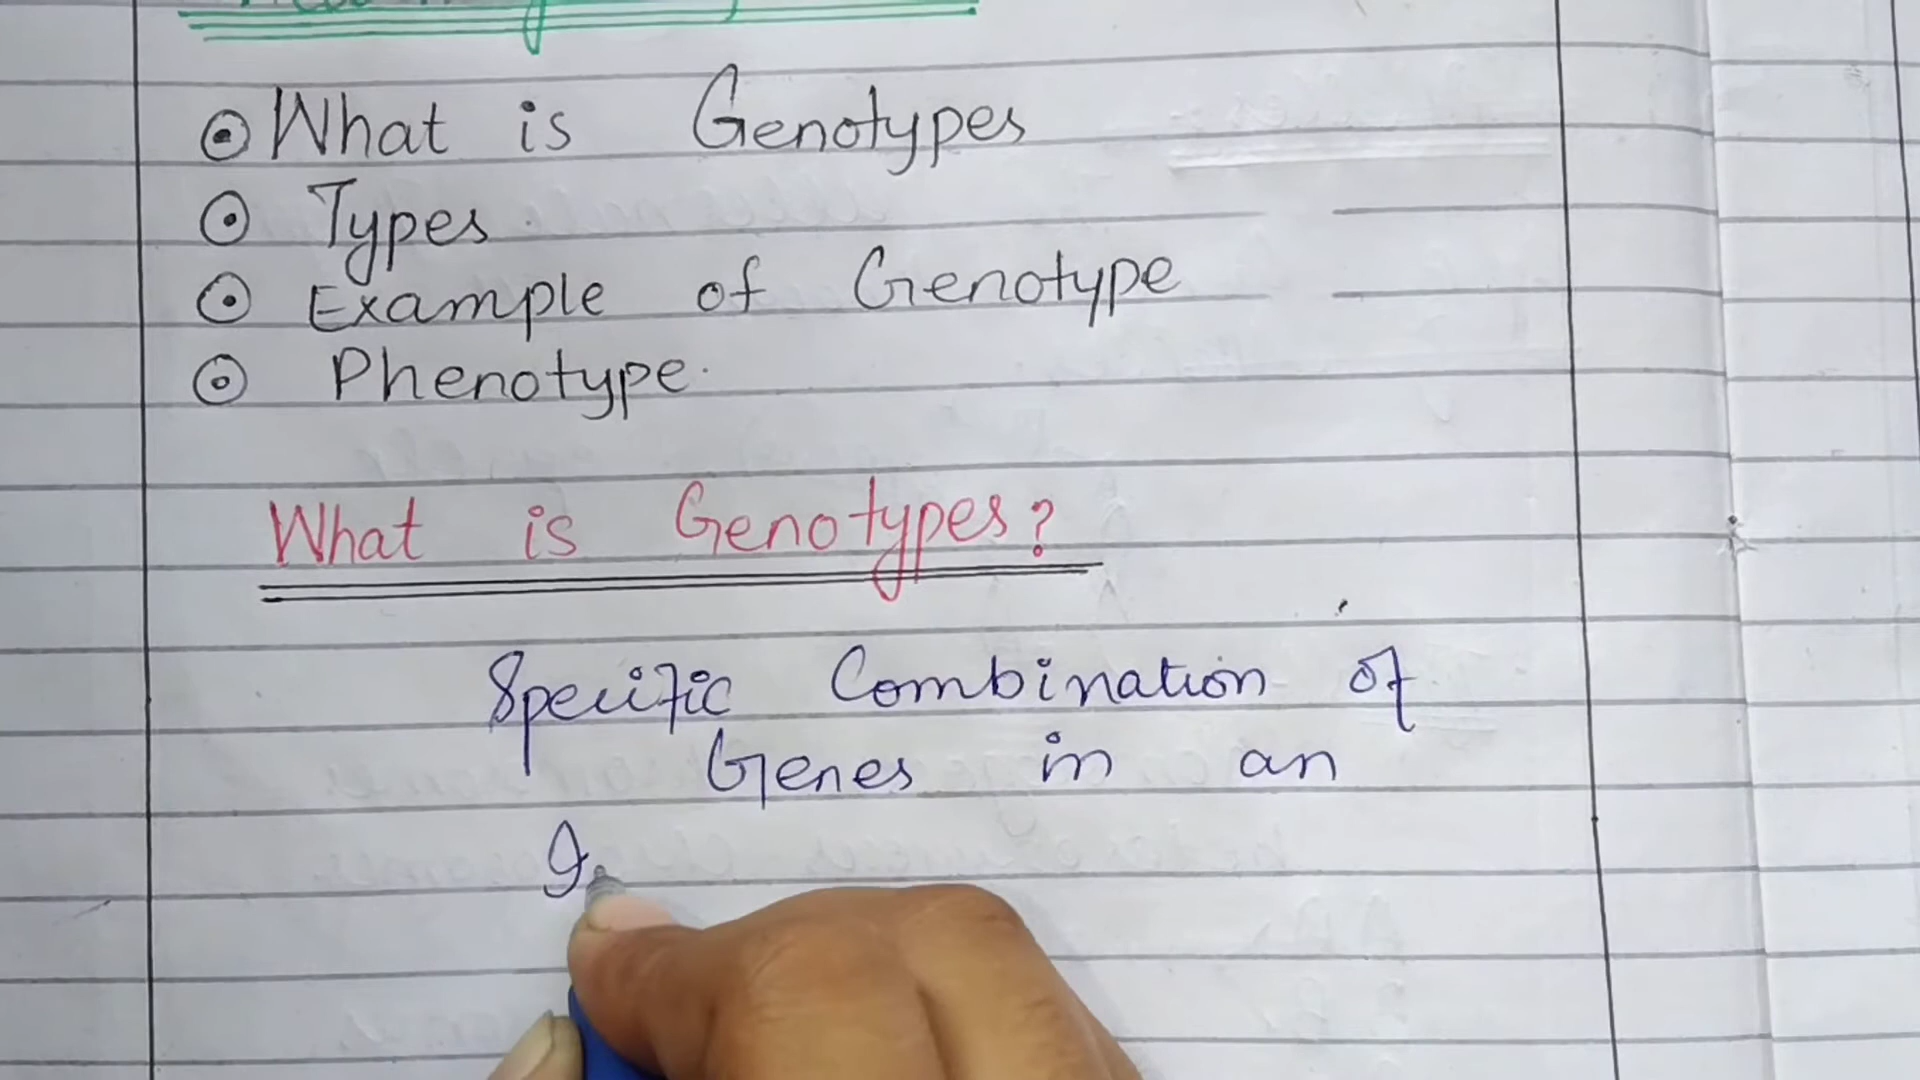 What is Genotypes
Types.
Example of Genotype
Phenotype.
What is Genotypes?
Specific Combination of
Genes in an
I